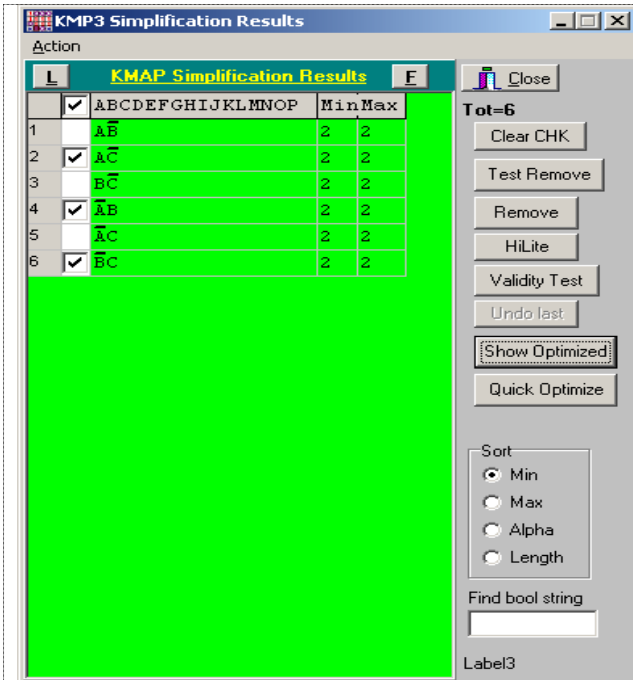 KMP3 Simplification Results
Action
L KMAP Simplification Results F
ABCDEFGHIJKLMNOP Min Max
1 AB̅ 2 2
2 AC̅ 2 2
3 BC̅ 2 2
4 A̅B 2 2
5 A̅C 2 2
6 B̅C 2 2
Close
Tot=6
Clear CHK
Test Remove
Remove
HiLite
Validity Test
Undo last
Show Optimized
Quick Optimize
Sort
Min
Max
Alpha
Length
Find bool string
Label3